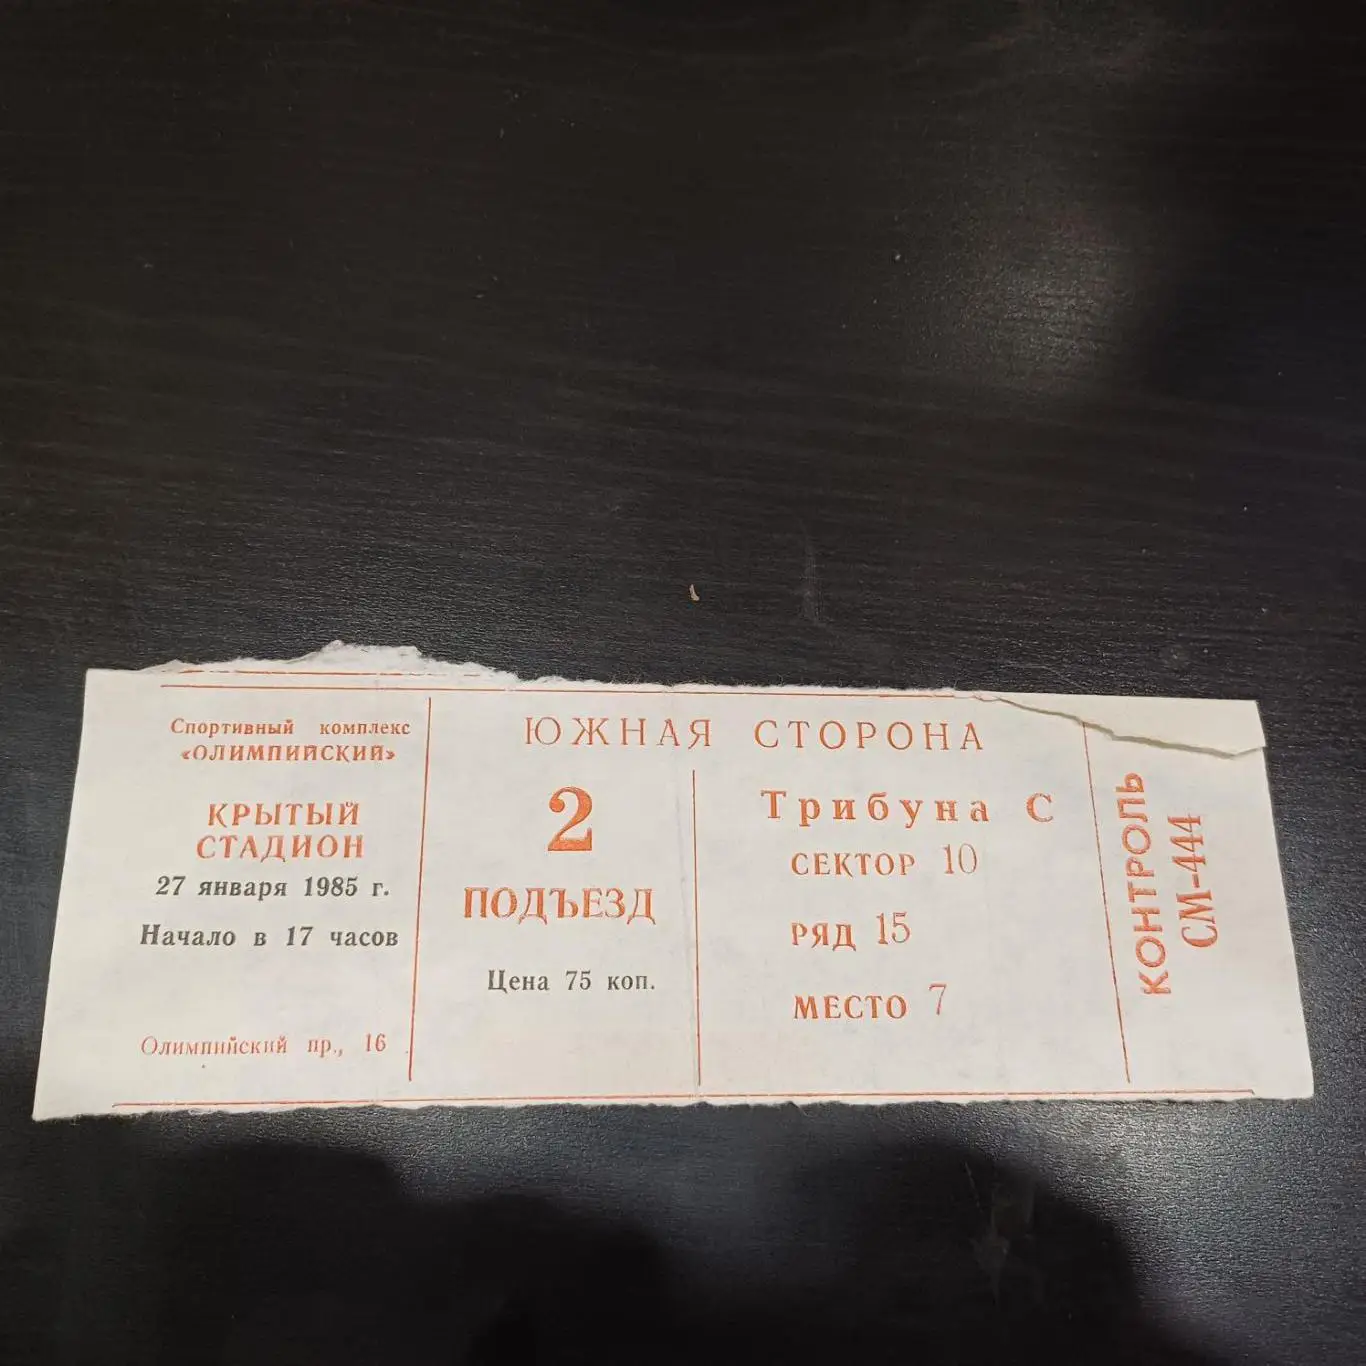 Спортивный комплекс
«ОЛИМПИЙСКИЙ»
КРЫТЫЙ
СТАДИОН
27 января 1985 г.
Начало в 17 часов
Олимпийский пр., 16
ЮЖНАЯ СТОРОНА
2
ПОДЪЕЗД
Цена 75 коп.
Трибуна С
СЕКТОР 10
РЯД 15
МЕСТО 7
КОНТРОЛЬ
СМ-444